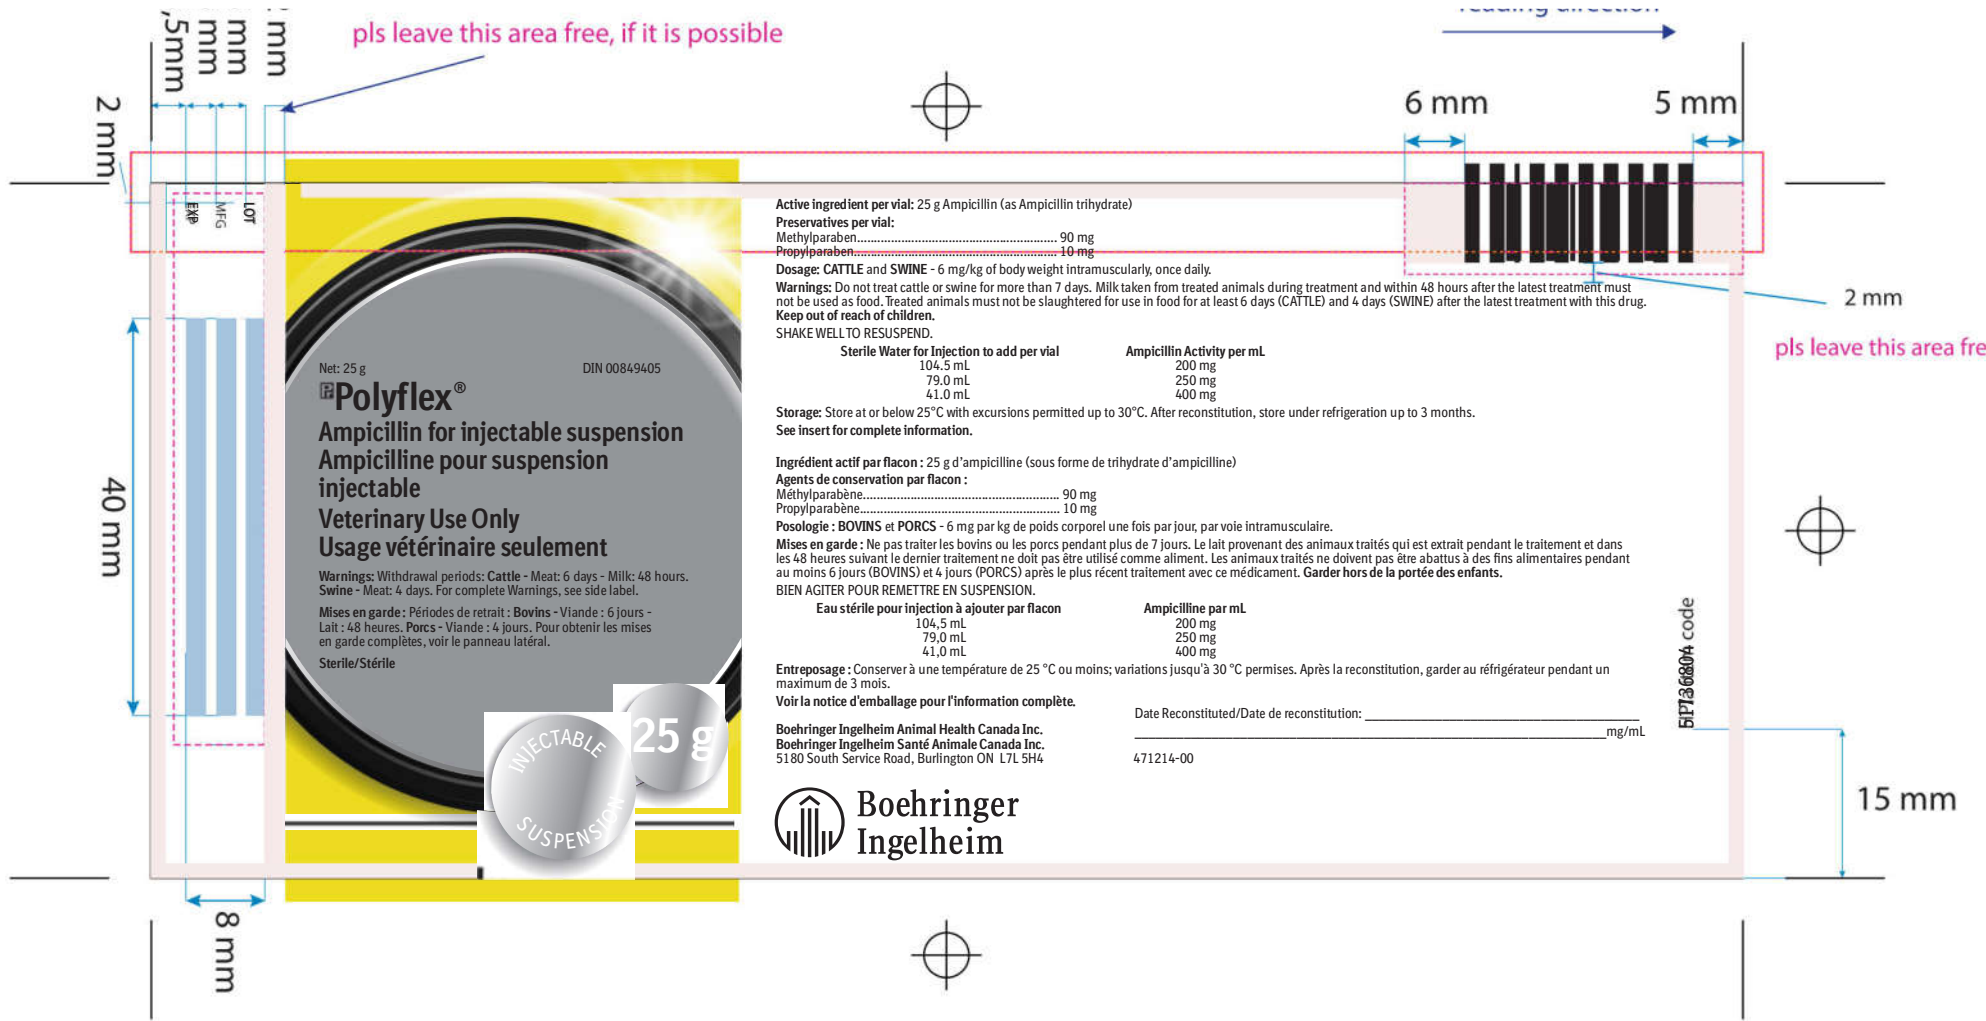 pls leave this area free, if it is possible
reading direction
,5mm
mm
mm
mm
2 mm
6 mm
5 mm
EXP
MFG
LOT
40 mm
8 mm
Net: 25 g
DIN 00849405
Polyflex®
Ampicillin for injectable suspension
Ampicilline pour suspension
injectable
Veterinary Use Only
Usage vétérinaire seulement
Warnings: Withdrawal periods: Cattle - Meat: 6 days - Milk: 48 hours.
Swine - Meat: 4 days. For complete Warnings, see side label.
Mises en garde : Périodes de retrait : Bovins - Viande : 6 jours -
Lait : 48 heures. Porcs - Viande : 4 jours. Pour obtenir les mises
en garde complètes, voir le panneau latéral.
Sterile/Stérile
INJECTABLE
SUSPENSION
25 g
Active ingredient per vial: 25 g Ampicillin (as Ampicillin trihydrate)
Preservatives per vial:
Methylparaben........................................................... 90 mg
Propylparaben............................................................ 10 mg
Dosage: CATTLE and SWINE - 6 mg/kg of body weight intramuscularly, once daily.
Warnings: Do not treat cattle or swine for more than 7 days. Milk taken from treated animals during treatment and within 48 hours after the latest treatment must
not be used as food. Treated animals must not be slaughtered for use in food for at least 6 days (CATTLE) and 4 days (SWINE) after the latest treatment with this drug.
Keep out of reach of children.
SHAKE WELL TO RESUSPEND.
Sterile Water for Injection to add per vial Ampicillin Activity per mL
104.5 mL 200 mg
79.0 mL 250 mg
41.0 mL 400 mg
Storage: Store at or below 25°C with excursions permitted up to 30°C. After reconstitution, store under refrigeration up to 3 months.
See insert for complete information.
Ingrédient actif par flacon : 25 g d'ampicilline (sous forme de trihydrate d'ampicilline)
Agents de conservation par flacon :
Méthylparabène.......................................................... 90 mg
Propylparabène........................................................... 10 mg
Posologie : BOVINS et PORCS - 6 mg par kg de poids corporel une fois par jour, par voie intramusculaire.
Mises en garde : Ne pas traiter les bovins ou les porcs pendant plus de 7 jours. Le lait provenant des animaux traités qui est extrait pendant le traitement et dans
les 48 heures suivant le dernier traitement ne doit pas être utilisé comme aliment. Les animaux traités ne doivent pas être abattus à des fins alimentaires pendant
au moins 6 jours (BOVINS) et 4 jours (PORCS) après le plus récent traitement avec ce médicament. Garder hors de la portée des enfants.
BIEN AGITER POUR REMETTRE EN SUSPENSION.
Eau stérile pour injection à ajouter par flacon Ampicilline par mL
104,5 mL 200 mg
79,0 mL 250 mg
41,0 mL 400 mg
Entreposage : Conserver à une température de 25 °C ou moins; variations jusqu'à 30 °C permises. Après la reconstitution, garder au réfrigérateur pendant un
maximum de 3 mois.
Voir la notice d'emballage pour l'information complète.
Date Reconstituted/Date de reconstitution: ____________________
____________________mg/mL
Boehringer Ingelheim Animal Health Canada Inc.
Boehringer Ingelheim Santé Animale Canada Inc.
5180 South Service Road, Burlington ON L7L 5H4
471214-00
Boehringer
Ingelheim
2 mm
pls leave this area fre
code
15 mm